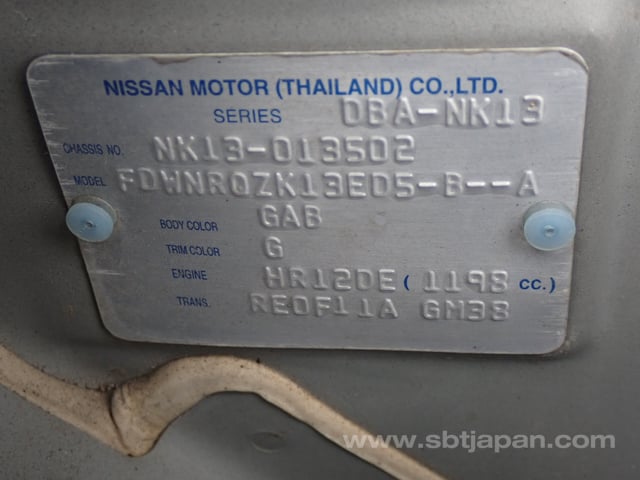 NISSAN MOTOR (THAILAND) CO.,LTD.
SERIES DBA-NK13
CHASSIS NO. NK13-013502
MODEL FDWNRQZK13ED5-B--A
BODY COLOR GAB
TRIM COLOR G
ENGINE HR12DE ( 1198 CC.)
TRANS. RE0F11A GM38
www.sbtjapan.com